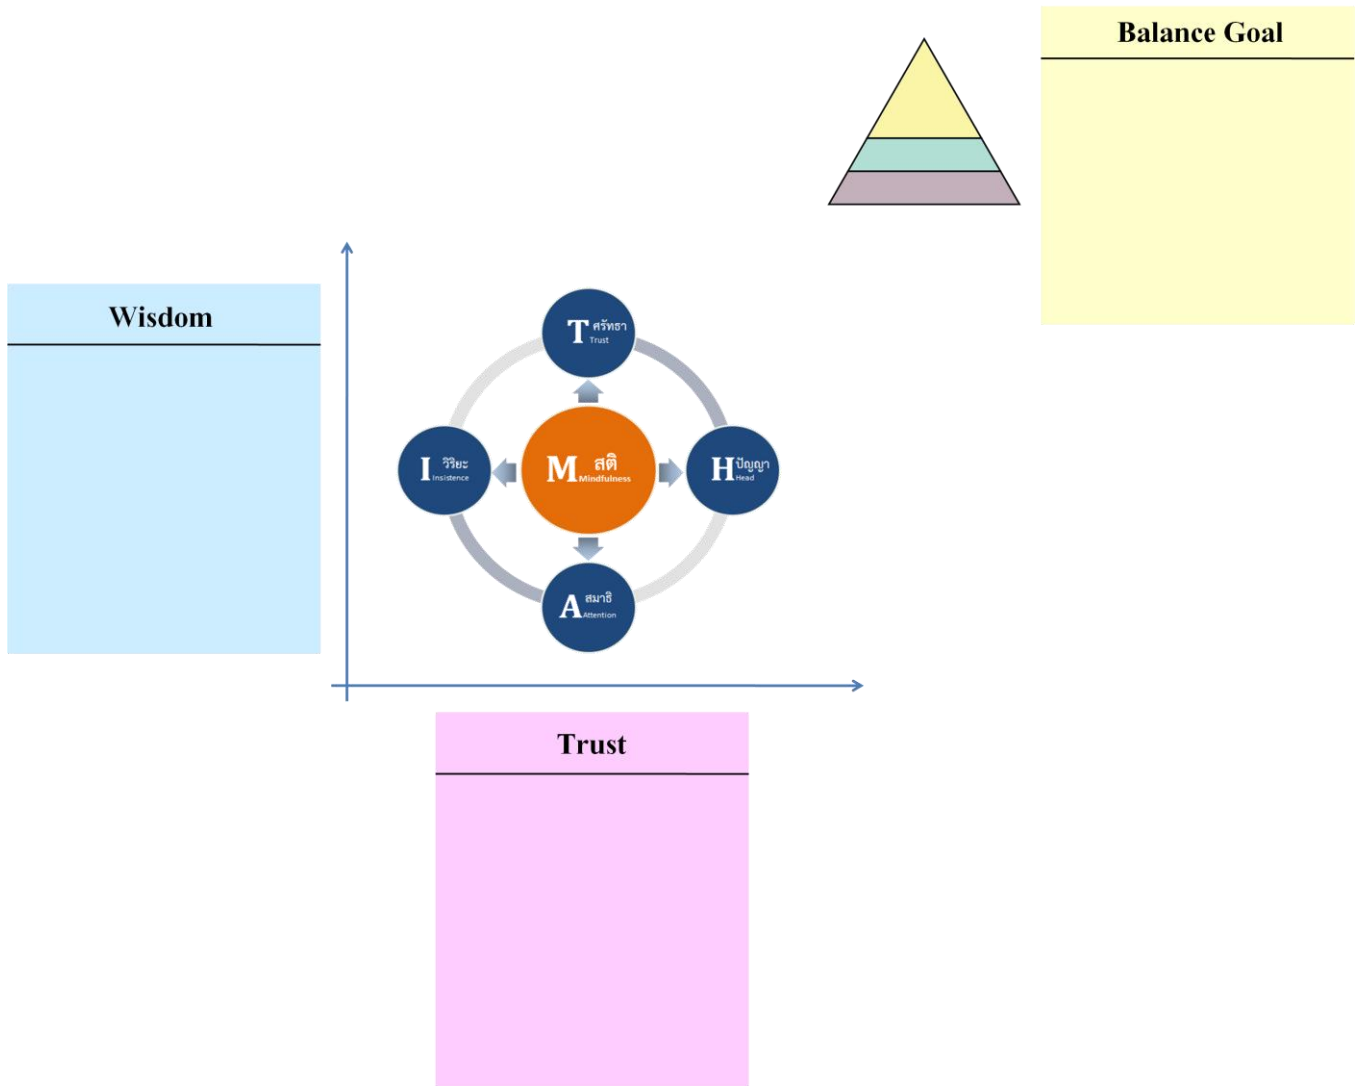 Balance Goal
Wisdom
T ศรัทธา
Trust
I วิริยะ
Insistence
M สติ
Mindfulness
H ปัญญา
Head
A สมาธิ
Attention
Trust